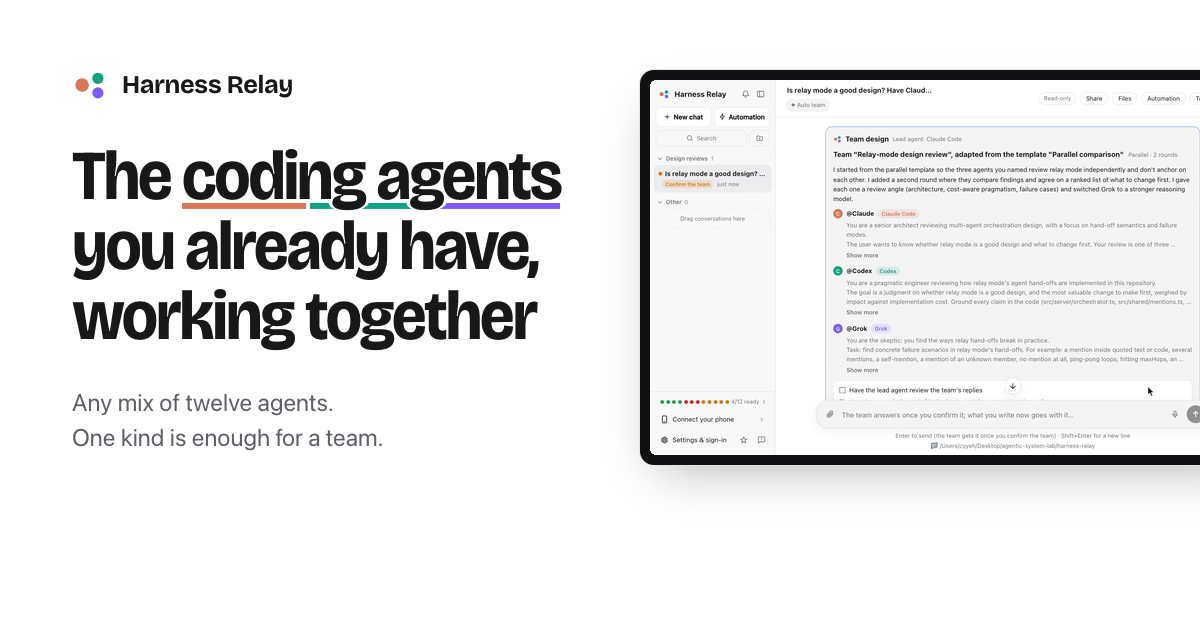 Harness Relay
The coding agents
you already have,
working together
Any mix of twelve agents.
One kind is enough for a team.
Harness Relay
New chat
Automation
Search
Design reviews 1
Is relay mode a good design? ...
Confirm the team just now
Other 0
Drag conversations here
4/12 ready
Connect your phone
Settings & sign-in
Is relay mode a good design? Have Claud...
Auto team
Read-only
Share
Files
Automation
Team design Lead agent: Claude Code
Team "Relay-mode design review", adapted from the template "Parallel comparison" Parallel · 2 rounds
I started from the parallel template so the three agents you named review relay mode independently and don't anchor on
each other. I added a second round where they compare findings and agree on a ranked list of what to change first. I gave
each one a review angle (architecture, cost-aware pragmatism, failure cases) and switched Grok to a stronger reasoning
model.
C @Claude Claude Code
You are a senior architect reviewing multi-agent orchestration design, with a focus on hand-off semantics and failure
modes.
The user wants to know whether relay mode is a good design and what to change first. Your review is one of three ...
Show more
C @Codex Codex
You are a pragmatic engineer reviewing how relay mode's agent hand-offs are implemented in this repository.
The goal is a judgment on whether relay mode is a good design, and the most valuable change to make first, weighed by
impact against implementation cost. Ground every claim in the code (src/server/orchestrator.ts, src/shared/mentions.ts, ...
Show more
G @Grok Grok
You are the skeptic: you find the ways relay hand-offs break in practice.
Task: find concrete failure scenarios in relay mode's hand-offs. For example: a mention inside quoted text or code, several
mentions, a self-mention, a mention of an unknown member, no mention at all, ping-pong loops, hitting maxHops, an ...
Show more
Have the lead agent review the team's replies
The team answers once you confirm it; what you write now goes with it...
Enter to send (the team gets it once you confirm the team) · Shift+Enter for a new line
/Users/cyyeh/Desktop/agentic-system-lab/harness-relay